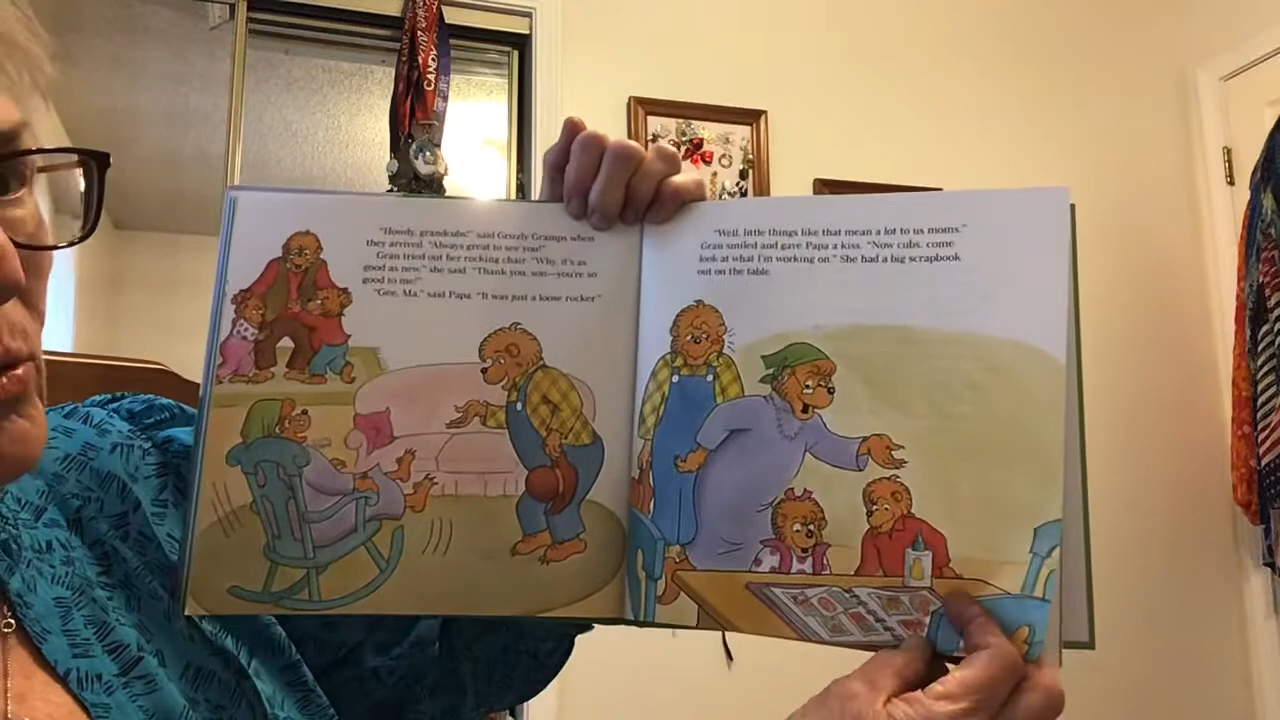 CANDY
"Howdy, grandcubs!" said Grizzly Gramps when
they arrived. "Always great to see you!"
Gran tried out her rocking chair. "Why, it's as
good as new," she said. "Thank you, son—you're so
good to me!"
"Gee, Ma," said Papa. "It was just a loose rocker."
"Well, little things like that mean a lot to us moms."
Gran smiled and gave Papa a kiss. "Now cubs, come
look at what I'm working on." She had a big scrapbook
out on the table.